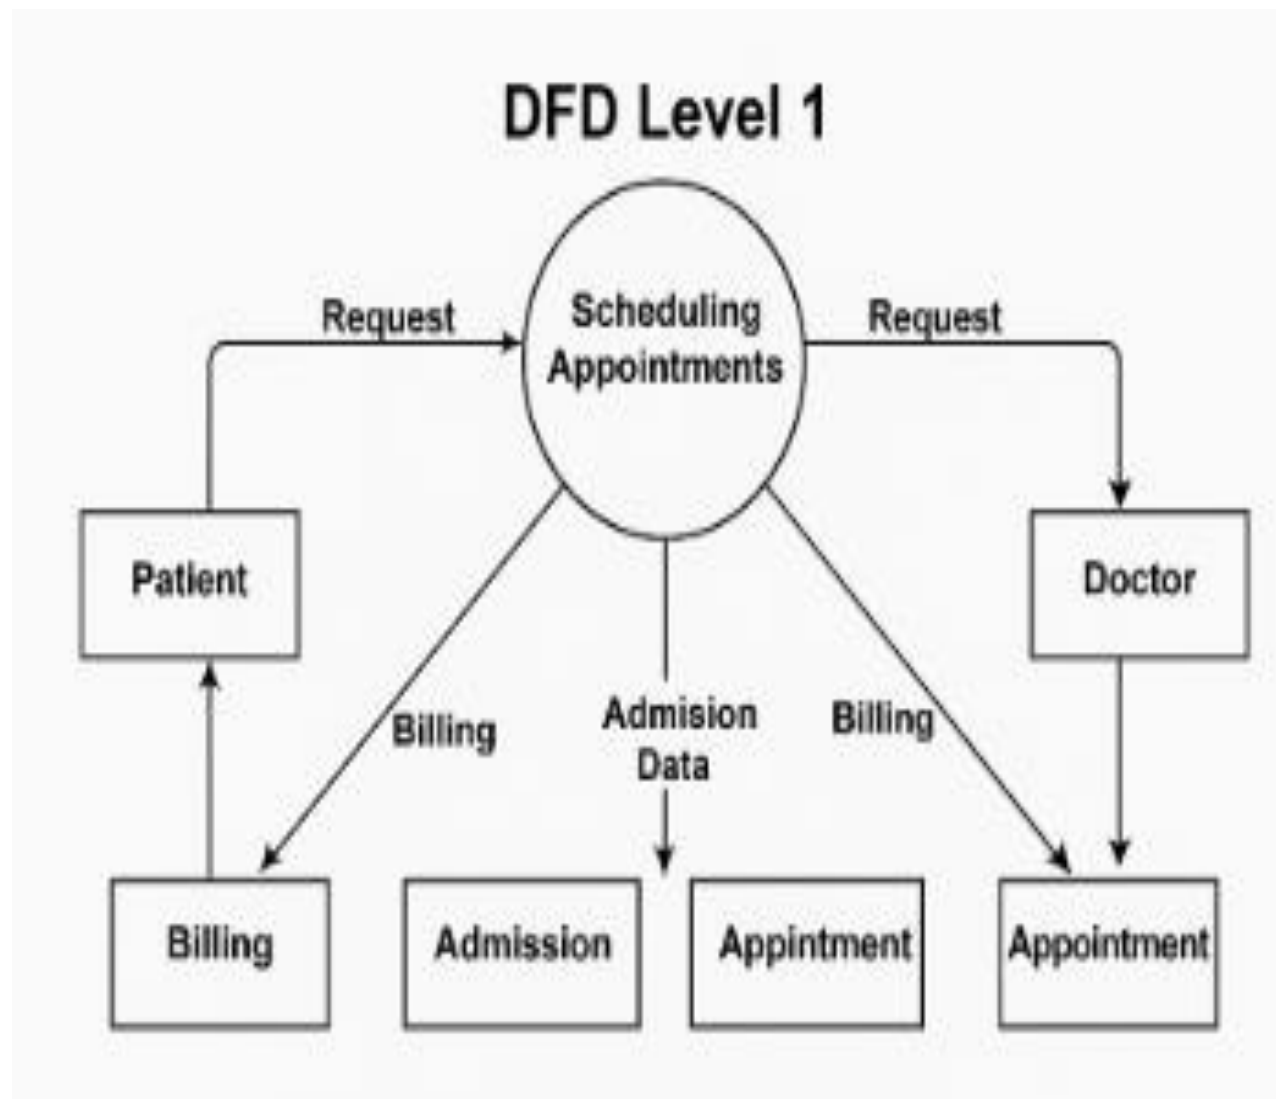 DFD Level 1
Request
Scheduling
Appointments
Request
Patient
Doctor
Billing
Admision
Data
Billing
Billing
Admission
Appintment
Appointment